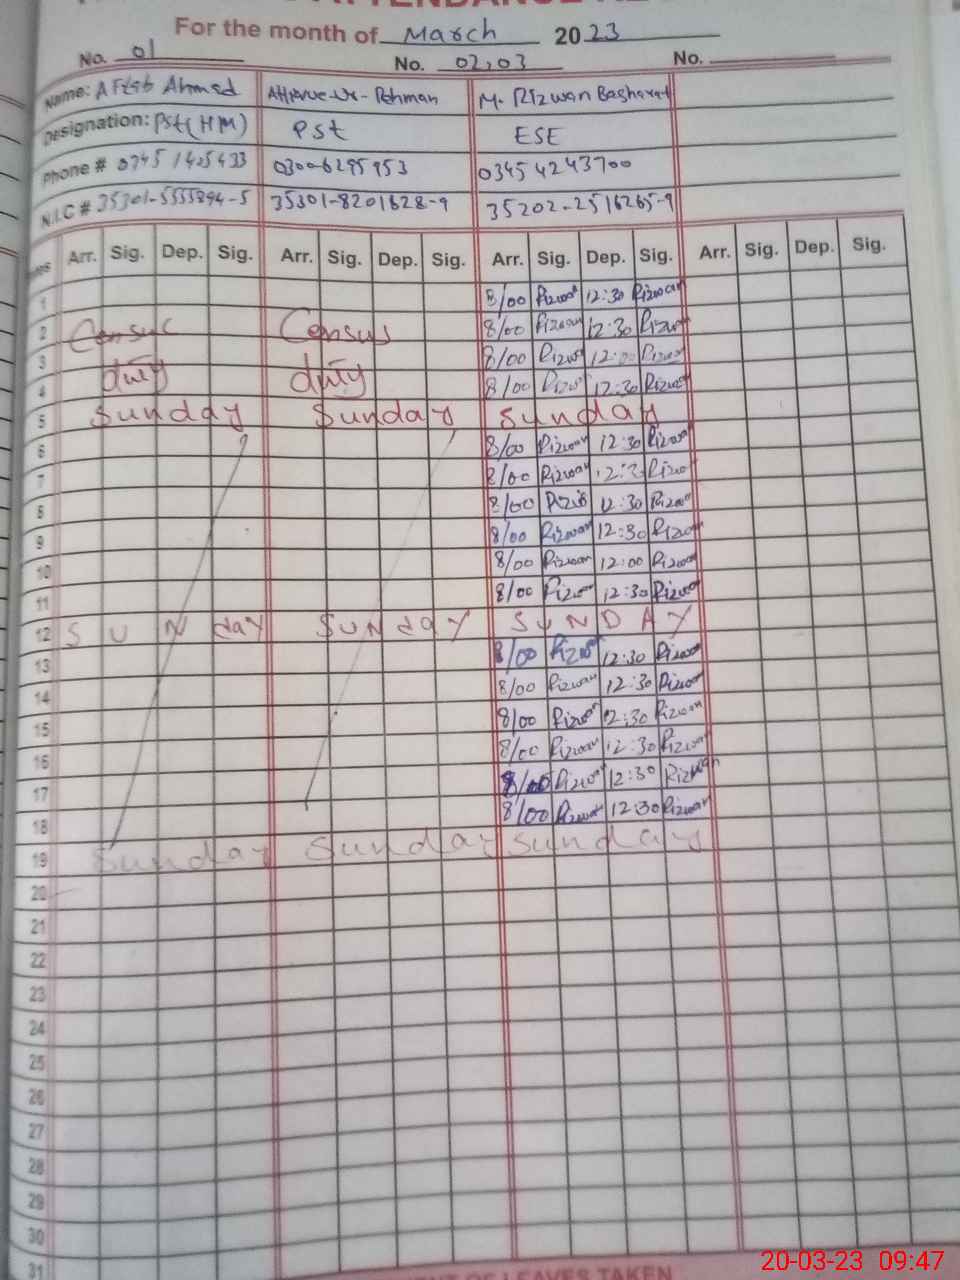 For the month of March 2023
No. 01 No. 02,03 No.
Name: Aftab Ahmed Attique-Ur-Rehman M. Rizwan Basharat
Designation: PST(HM) PST ESE
Phone # 0300-6295953 03454243700
N.I.C # 35301-5555894-5 35301-8201628-9 35202-2516265-9
Arr. Sig. Dep. Sig. Arr. Sig. Dep. Sig. Arr. Sig. Dep. Sig. Arr. Sig. Dep. Sig.
1 8/00 Rizwan 12:30 Rizwan
2 Census Census 8/00 Rizwan 12:30 Rizwan
3 8/00 Rizwan 12:00 Rizwan
4 duty duty 8/00 Rizwan 12:30 Rizwan
5 Sunday Sunday Sunday
6 8/00 Rizwan 12:30 Rizwan
7 8/00 Rizwan Rizwan
8 8/00 Rizwan 12:30 Rizwan
9 8/00 Rizwan 12:30 Rizwan
10 8/00 Rizwan 12:00 Rizwan
11 8/00 Rizwan 12:30 Rizwan
12 SUNday SUNday SUNDAY
13 8/00 Rizwan 12:30 Rizwan
14 8/00 Rizwan 12:30 Rizwan
15 8/00 Rizwan 12:30 Rizwan
16 8/00 Rizwan 12:30 Rizwan
17 8/00 Rizwan 12:30 Rizwan
18 8/00 Rizwan 12:30 Rizwan
19 Sunday Sunday Sunday
20
21
22
23
24
25
26
27
28
29
30
31
OF LEAVES TAKEN
20-03-23 09:47